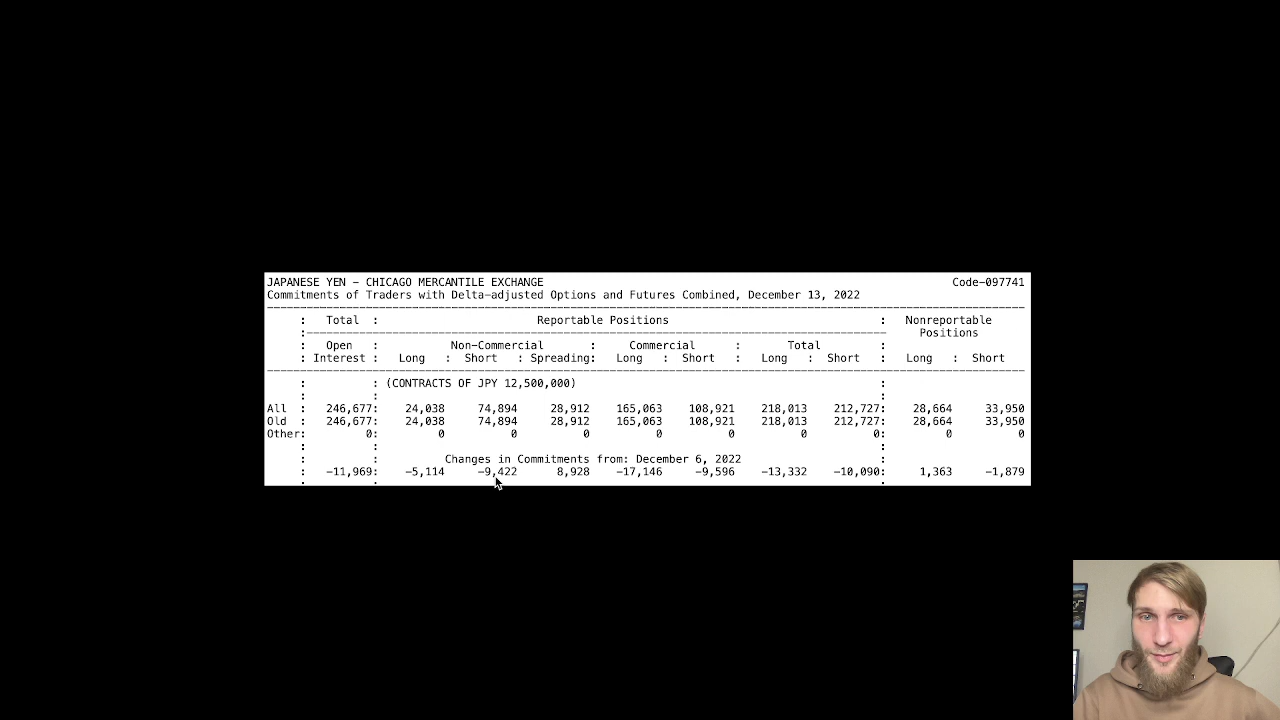 JAPANESE YEN - CHICAGO MERCANTILE EXCHANGE Code-097741
Commitments of Traders with Delta-adjusted Options and Futures Combined, December 13, 2022
: Total : Reportable Positions : Nonreportable
: Positions
: Open : Non-Commercial : Commercial : Total :
: Interest : Long : Short : Spreading: Long : Short : Long : Short : Long : Short
: : (CONTRACTS OF JPY 12,500,000) :
: : :
All : 246,677: 24,038 74,894 28,912 165,063 108,921 218,013 212,727: 28,664 33,950
Old : 246,677: 24,038 74,894 28,912 165,063 108,921 218,013 212,727: 28,664 33,950
Other: 0: 0 0 0 0 0 0 0: 0 0
: : :
: : Changes in Commitments from: December 6, 2022 :
: -11,969: -5,114 -9,422 8,928 -17,146 -9,596 -13,332 -10,090: 1,363 -1,879